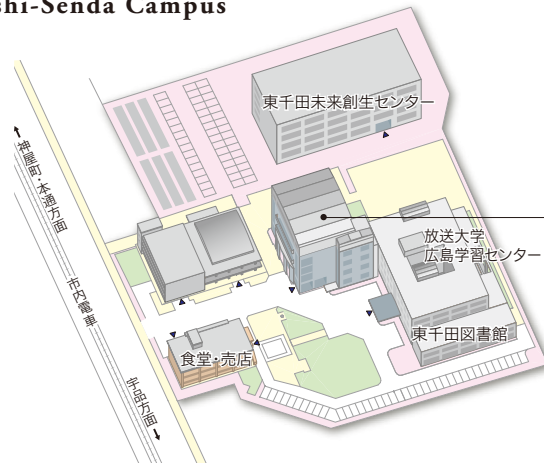 shi-Senda Campus
東千田未来創生センター
神屋町・本通方面
市内電車
宇品方面
放送大学
広島学習センター
東千田図書館
食堂・売店